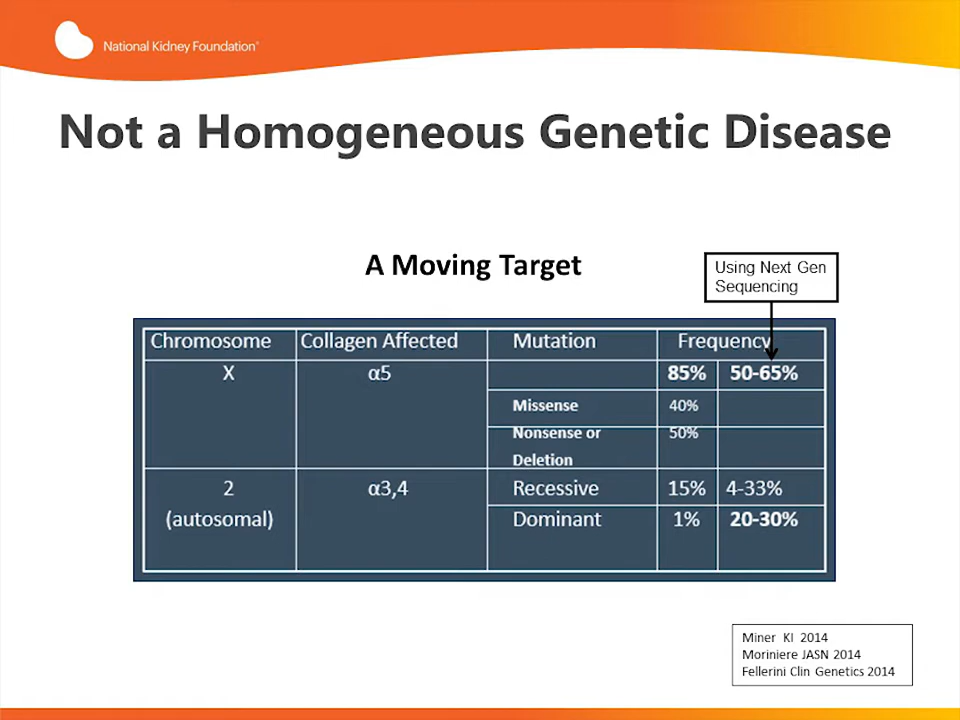 National Kidney Foundation®
Not a Homogeneous Genetic Disease
A Moving Target
Using Next Gen
Sequencing
Chromosome Collagen Affected Mutation Frequency
X α5 85% 50-65%
Missense 40%
Nonsense or 50%
Deletion
2 α3,4 Recessive 15% 4-33%
(autosomal) Dominant 1% 20-30%
Miner KI 2014
Moriniere JASN 2014
Fellerini Clin Genetics 2014